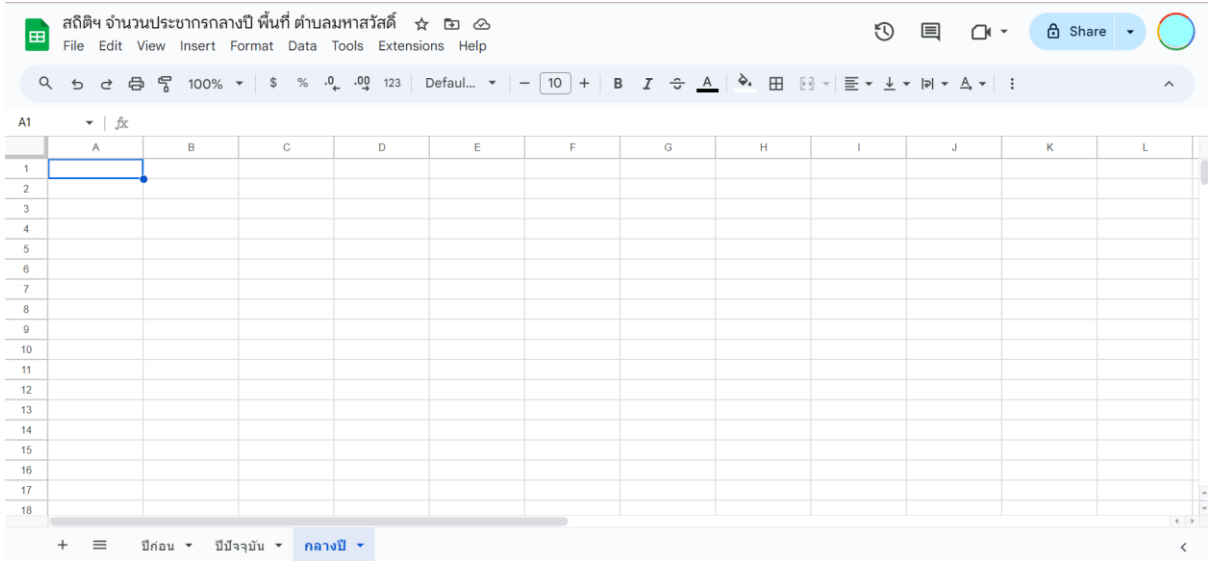 สถิติฯ จำนวนประชากรกลางปี พื้นที่ ตำบลมหาสวัสดิ์
File Edit View Insert Format Data Tools Extensions Help
Share
100% $ % .0 .00 123 Defaul... 10 B I A A
A1 fx
A B C D E F G H I J K L
1
2
3
4
5
6
7
8
9
10
11
12
13
14
15
16
17
18
ปีก่อน ปีปัจจุบัน กลางปี